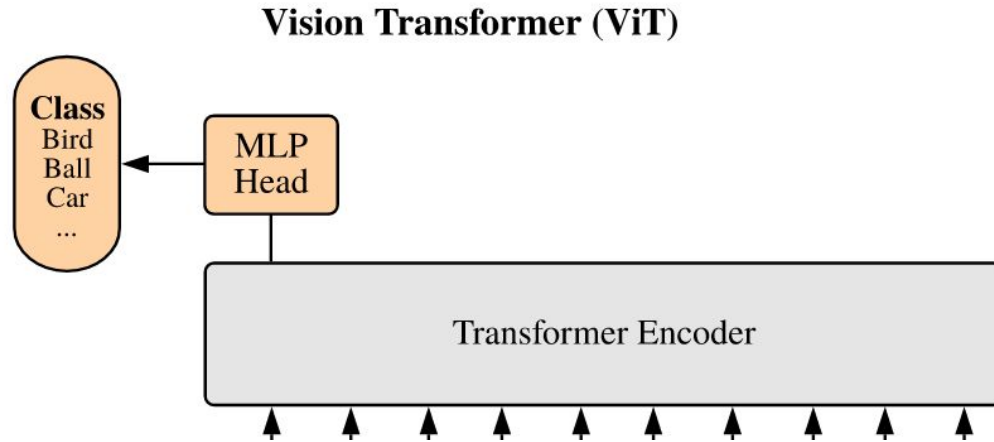 Vision Transformer (ViT)
Class
Bird
Ball
Car
...
MLP
Head
Transformer Encoder